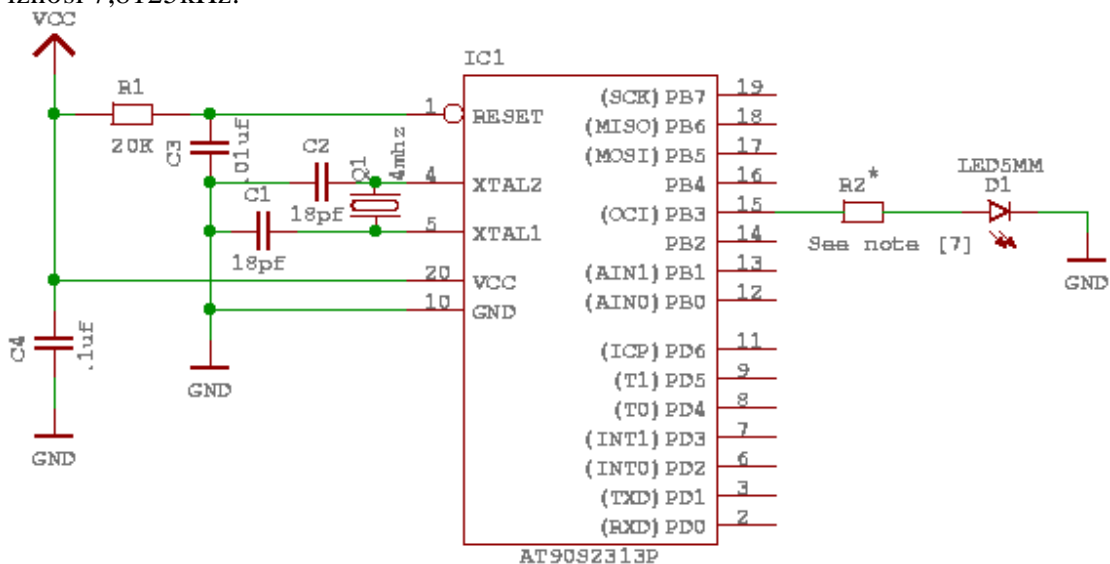 VCC
IC1
R1
20K
C3
.01uf
C2
18pf
C1
18pf
Q1
4mhz
C4
.1uf
GND
GND
1 RESET
4 XTAL2
5 XTAL1
20 VCC
10 GND
(SCK) PB7 19
(MISO) PB6 18
(MOSI) PB5 17
PB4 16
(OCI) PB3 15
PB2 14
(AIN1) PB1 13
(AIN0) PB0 12
(ICP) PD6 11
(T1) PD5 9
(T0) PD4 8
(INT1) PD3 7
(INT0) PD2 6
(TXD) PD1 3
(RXD) PD0 2
AT90S2313P
R2*
See note [7]
LED5MM
D1
GND